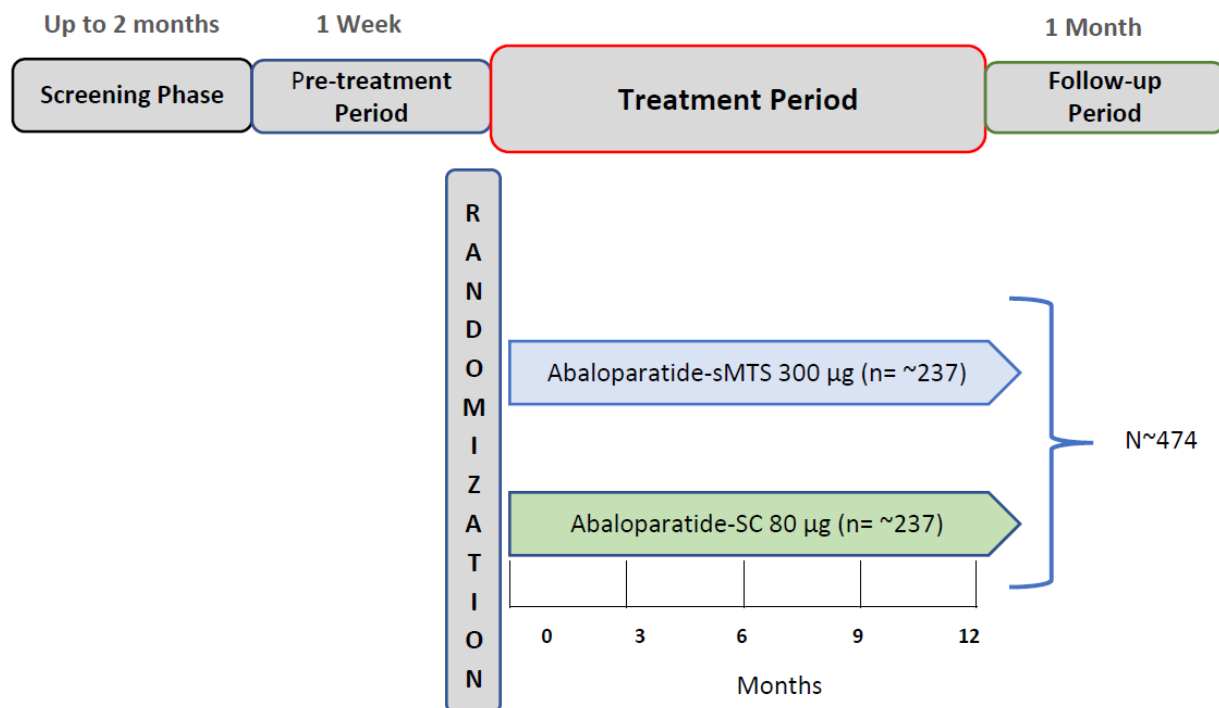 Up to 2 months
1 Week
1 Month
Screening Phase
Pre-treatment
Period
Treatment Period
Follow-up
Period
RANDOMIZATION
Abaloparatide-sMTS 300 µg (n= ~237)
N~474
Abaloparatide-SC 80 µg (n= ~237)
0 3 6 9 12
Months